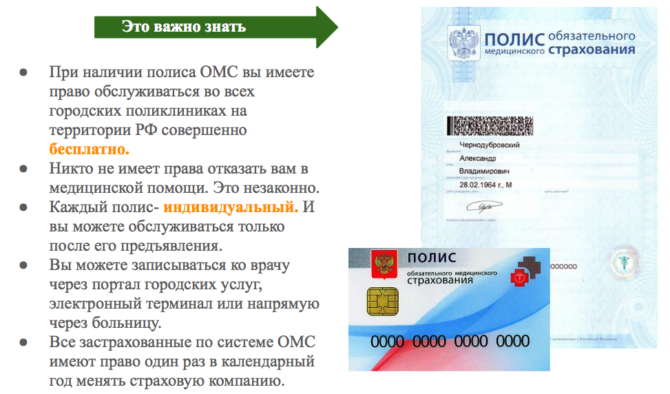 Это важно знать
● При наличии полиса ОМС вы имеете
право обслуживаться во всех
городских поликлиниках на
территории РФ совершенно
бесплатно.
● Никто не имеет права отказать вам в
медицинской помощи. Это незаконно.
● Каждый полис- индивидуальный. И
вы можете обслуживаться только
после его предъявления.
● Вы можете записываться ко врачу
через портал городских услуг,
электронный терминал или напрямую
через больницу.
● Все застрахованные по системе ОМС
имеют право один раз в календарный
год менять страховую компанию.
ПОЛИС обязательного
медицинского страхования
Чернодубровский
Александр
Владимирович
28.02.1964 г., М
ПОЛИС
обязательного медицинского
страхования
0000 0000 0000 0000